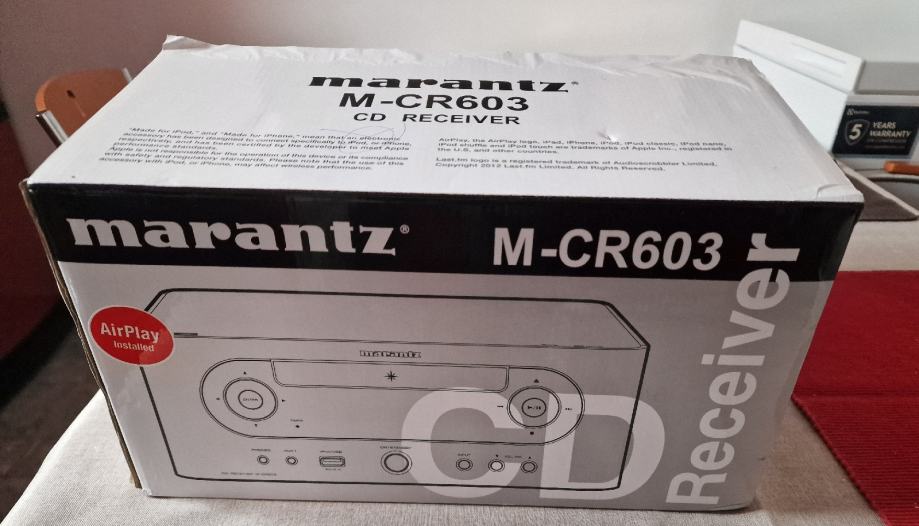 marantz®
M-CR603
CD RECEIVER
"Made for iPod," and "Made for iPhone," mean that an electronic
accessory has been designed to connect specifically to iPod, or iPhone,
respectively, and has been certified by the developer to meet Apple
performance standards.
Apple is not responsible for the operation of this device or its compliance
with safety and regulatory standards. Please note that the use of this
accessory with iPod, or iPhone, may affect wireless performance.
AirPlay, the AirPlay logo, iPad, iPhone, iPod, iPod classic, iPod nano,
iPod shuffle and iPod touch are trademarks of Apple Inc., registered in
the U.S. and other countries.
Last.fm logo is a registered trademark of Audioscrobbler Limited.
Copyright 2012 Last.fm Limited. All Rights Reserved.
5 YEARS
WARRANTY
marantz®
M-CR603
AirPlay
Installed
marantz
ENTER
PHONES
INPUT
CD
Receiver